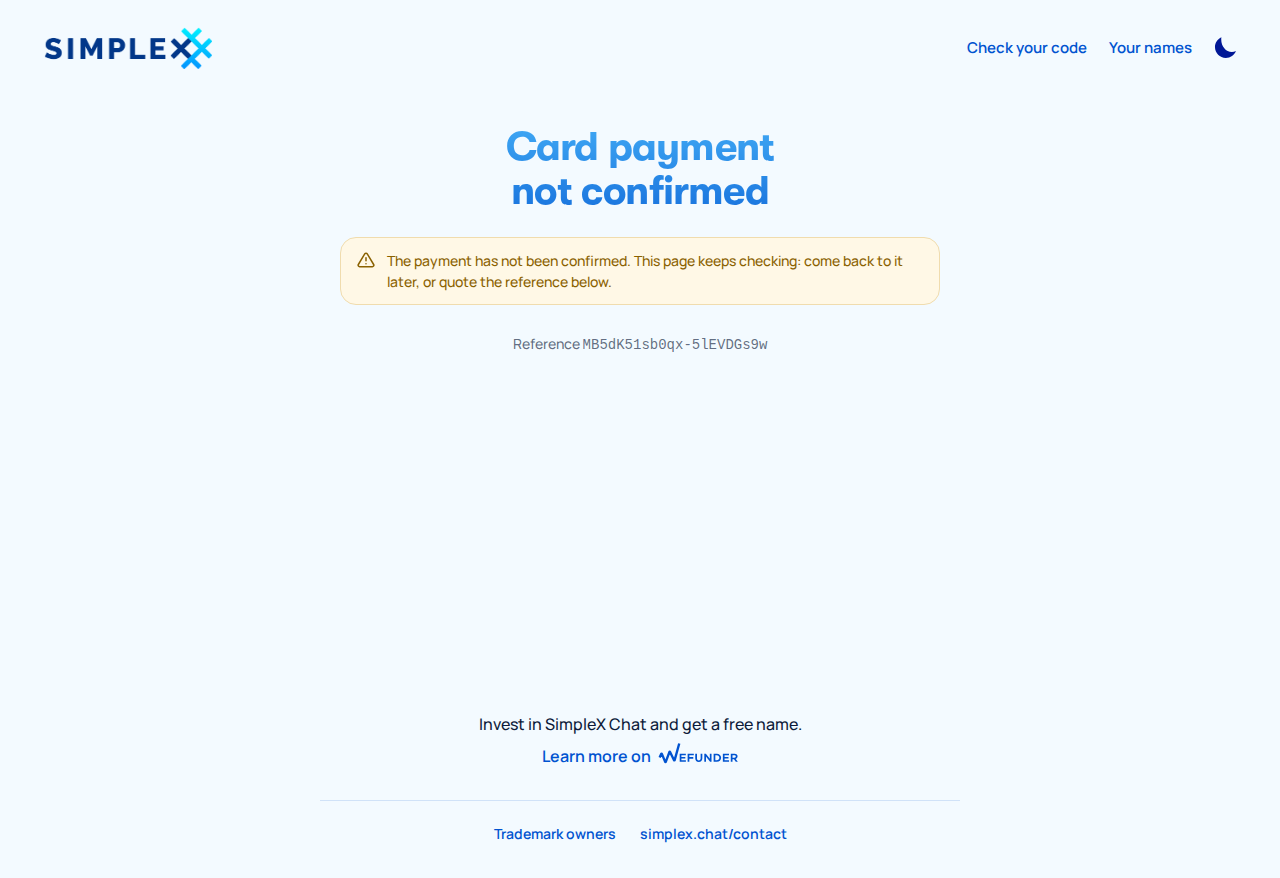 SIMPLEX
Check your code
Your names
Card payment
not confirmed
The payment has not been confirmed. This page keeps checking: come back to it
later, or quote the reference below.
Reference MB5dK51sb0qx-5lEVDGs9w
Invest in SimpleX Chat and get a free name.
Learn more on WEFUNDER
Trademark owners
simplex.chat/contact